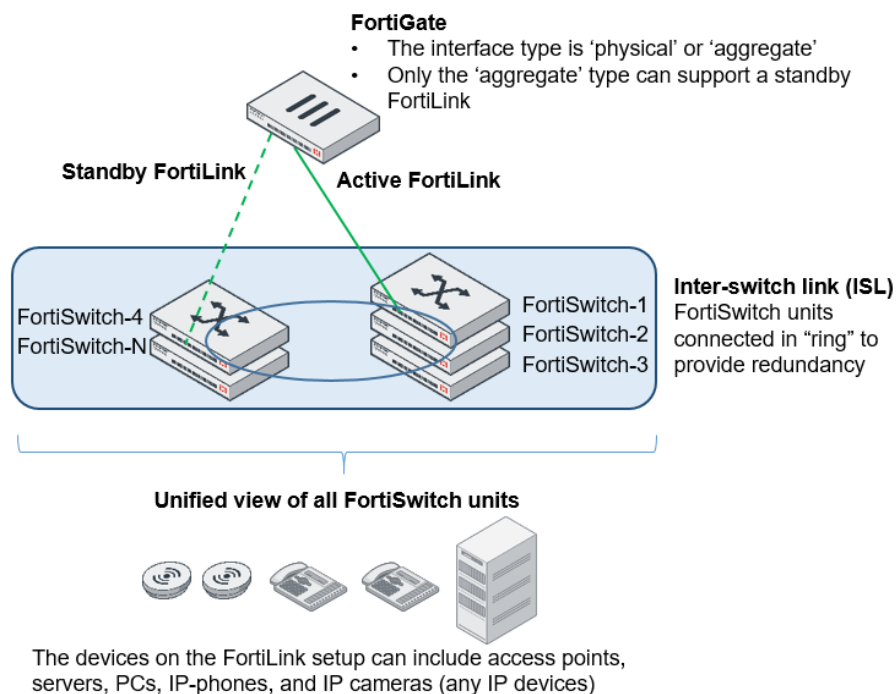 FortiGate
• The interface type is ‘physical’ or ‘aggregate’
• Only the ‘aggregate’ type can support a standby
FortiLink
Standby FortiLink
Active FortiLink
FortiSwitch-4
FortiSwitch-N
FortiSwitch-1
FortiSwitch-2
FortiSwitch-3
Inter-switch link (ISL)
FortiSwitch units
connected in “ring” to
provide redundancy
Unified view of all FortiSwitch units
The devices on the FortiLink setup can include access points,
servers, PCs, IP-phones, and IP cameras (any IP devices)